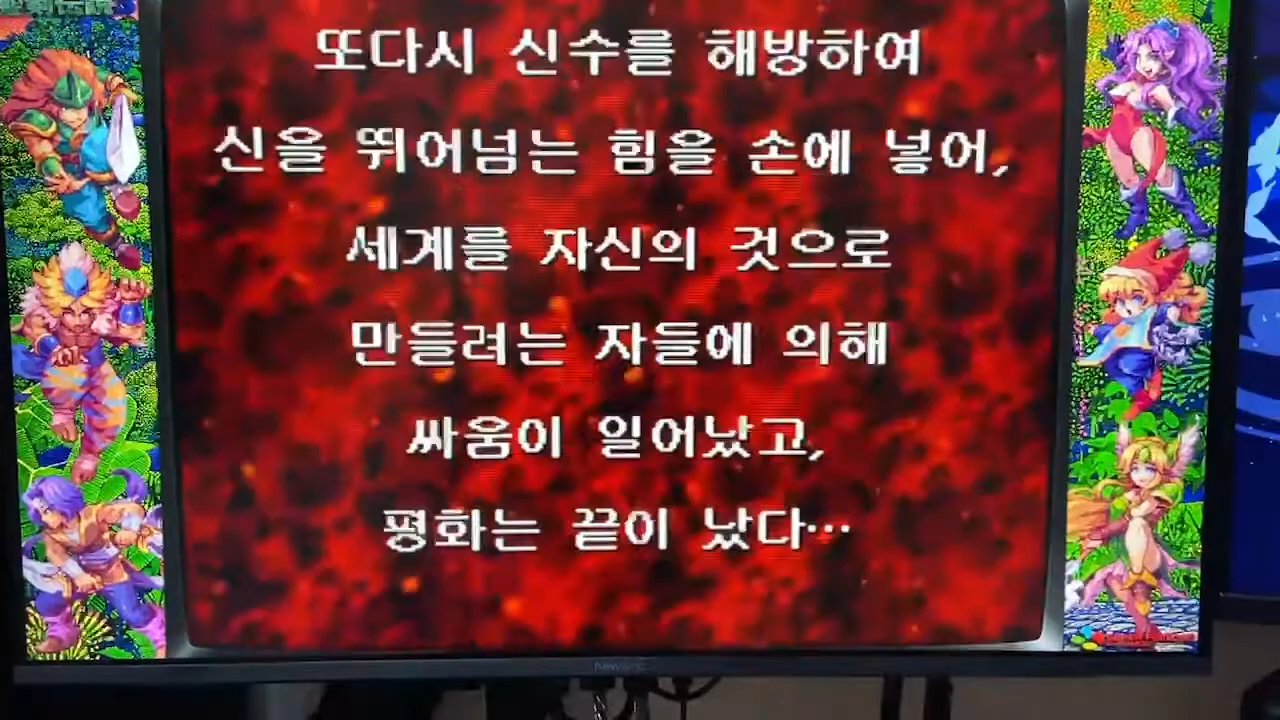 또다시 신수를 해방하여
신을 뛰어넘는 힘을 손에 넣어,
세계를 자신의 것으로
만들려는 자들에 의해
싸움이 일어났고,
평화는 끝이 났다…